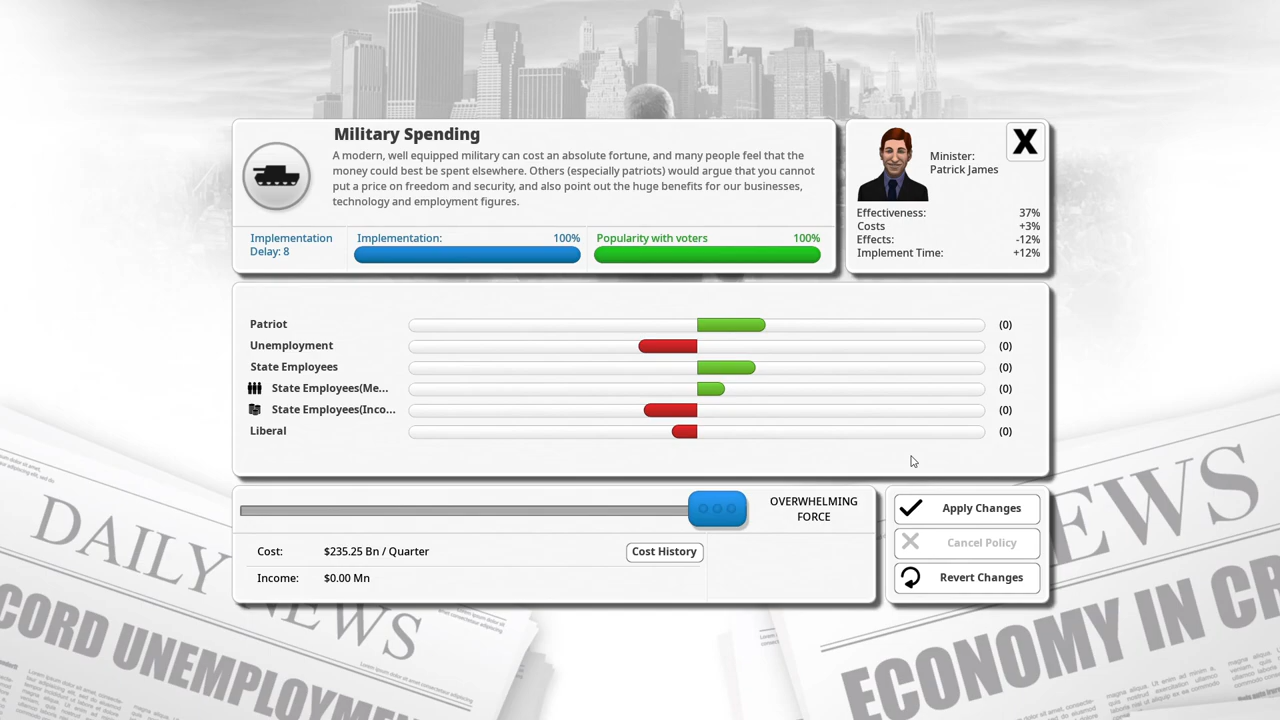 Military Spending
A modern, well equipped military can cost an absolute fortune, and many people feel that the
money could best be spent elsewhere. Others (especially patriots) would argue that you cannot
put a price on freedom and security, and also point out the huge benefits for our businesses,
technology and employment figures.
Implementation
Delay: 8
Implementation: 100%
Popularity with voters 100%
X
Minister:
Patrick James
Effectiveness: 37%
Costs +3%
Effects: -12%
Implement Time: +12%
Patriot (0)
Unemployment (0)
State Employees (0)
State Employees(Me... (0)
State Employees(Inco... (0)
Liberal (0)
OVERWHELMING
FORCE
Cost: $235.25 Bn / Quarter
Cost History
Income: $0.00 Mn
Apply Changes
Cancel Policy
Revert Changes
DAILY NEWS
CORD UNEMPLOYME
EWS
ECONOMY IN CR